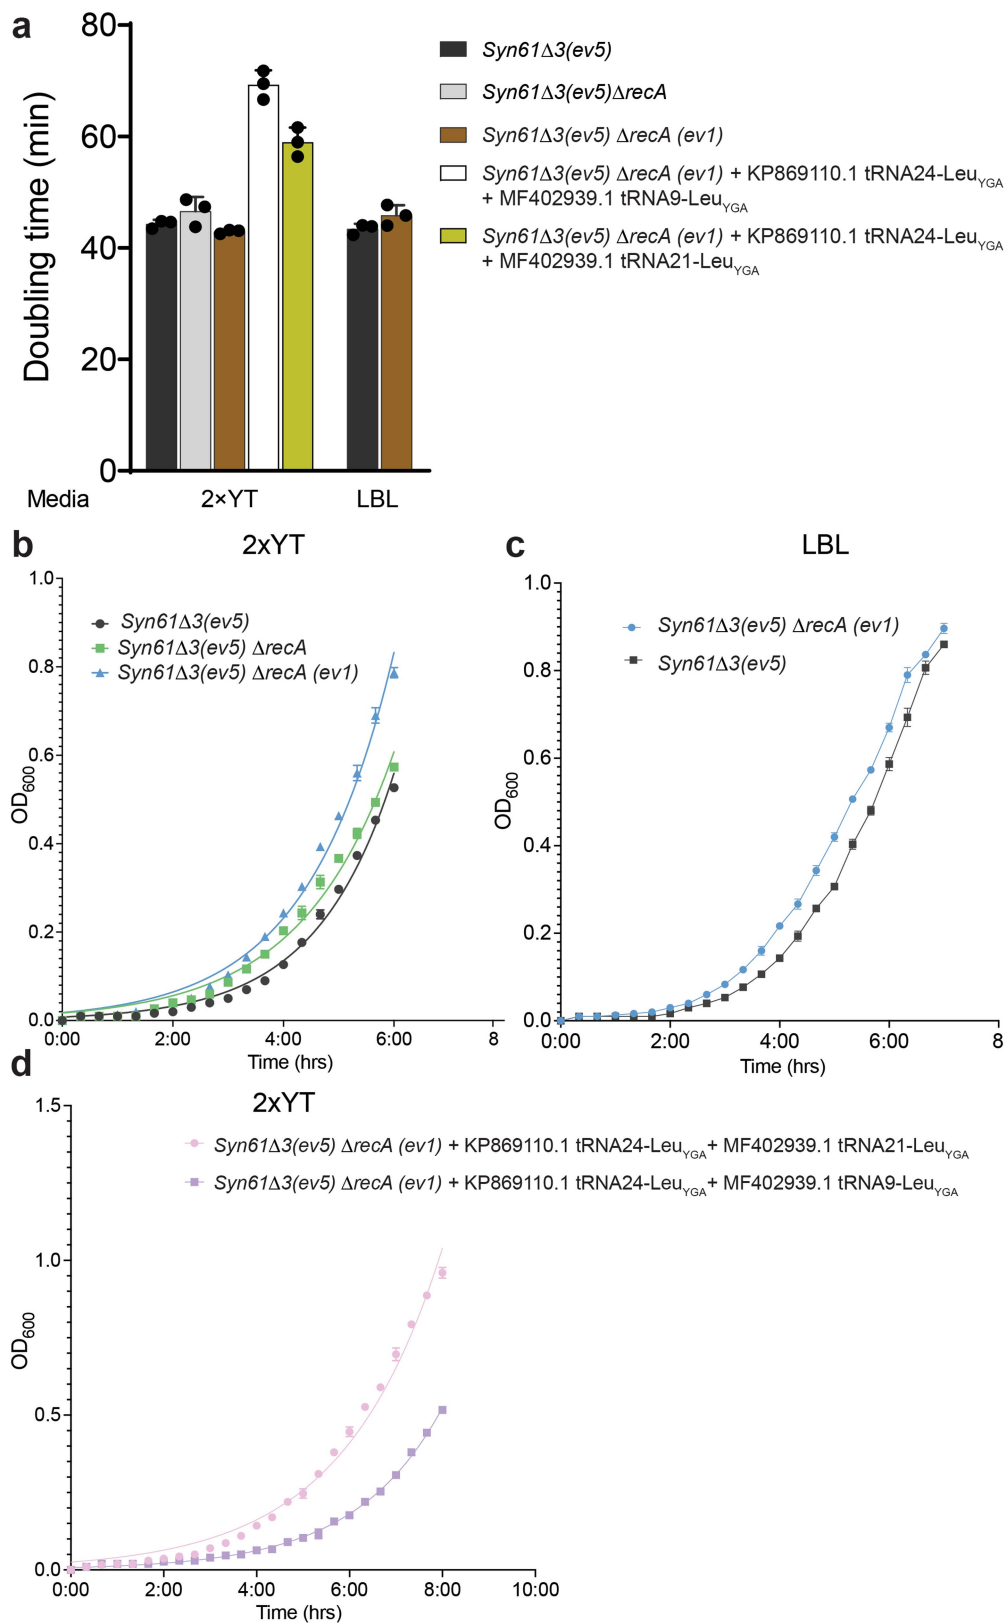 a
80
60
40
20
0
Doubling time (min)
Media
2×YT
LBL
Syn61Δ3(ev5)
Syn61Δ3(ev5)ΔrecA
Syn61Δ3(ev5) ΔrecA (ev1)
Syn61Δ3(ev5) ΔrecA (ev1) + KP869110.1 tRNA24-LeuYGA
+ MF402939.1 tRNA9-LeuYGA
Syn61Δ3(ev5) ΔrecA (ev1) + KP869110.1 tRNA24-LeuYGA
+ MF402939.1 tRNA21-LeuYGA
b
2xYT
1.0
0.8
0.6
0.4
0.2
0.0
OD600
Syn61Δ3(ev5)
Syn61Δ3(ev5) ΔrecA
Syn61Δ3(ev5) ΔrecA (ev1)
0:00
2:00
4:00
6:00
8
Time (hrs)
c
LBL
1.0
0.8
0.6
0.4
0.2
0.0
OD600
Syn61Δ3(ev5) ΔrecA (ev1)
Syn61Δ3(ev5)
0:00
2:00
4:00
6:00
8
Time (hrs)
d
2xYT
1.5
1.0
0.5
0.0
OD600
Syn61Δ3(ev5) ΔrecA (ev1) + KP869110.1 tRNA24-LeuYGA+ MF402939.1 tRNA21-LeuYGA
Syn61Δ3(ev5) ΔrecA (ev1) + KP869110.1 tRNA24-LeuYGA+ MF402939.1 tRNA9-LeuYGA
0:00
2:00
4:00
6:00
8:00
10:00
Time (hrs)